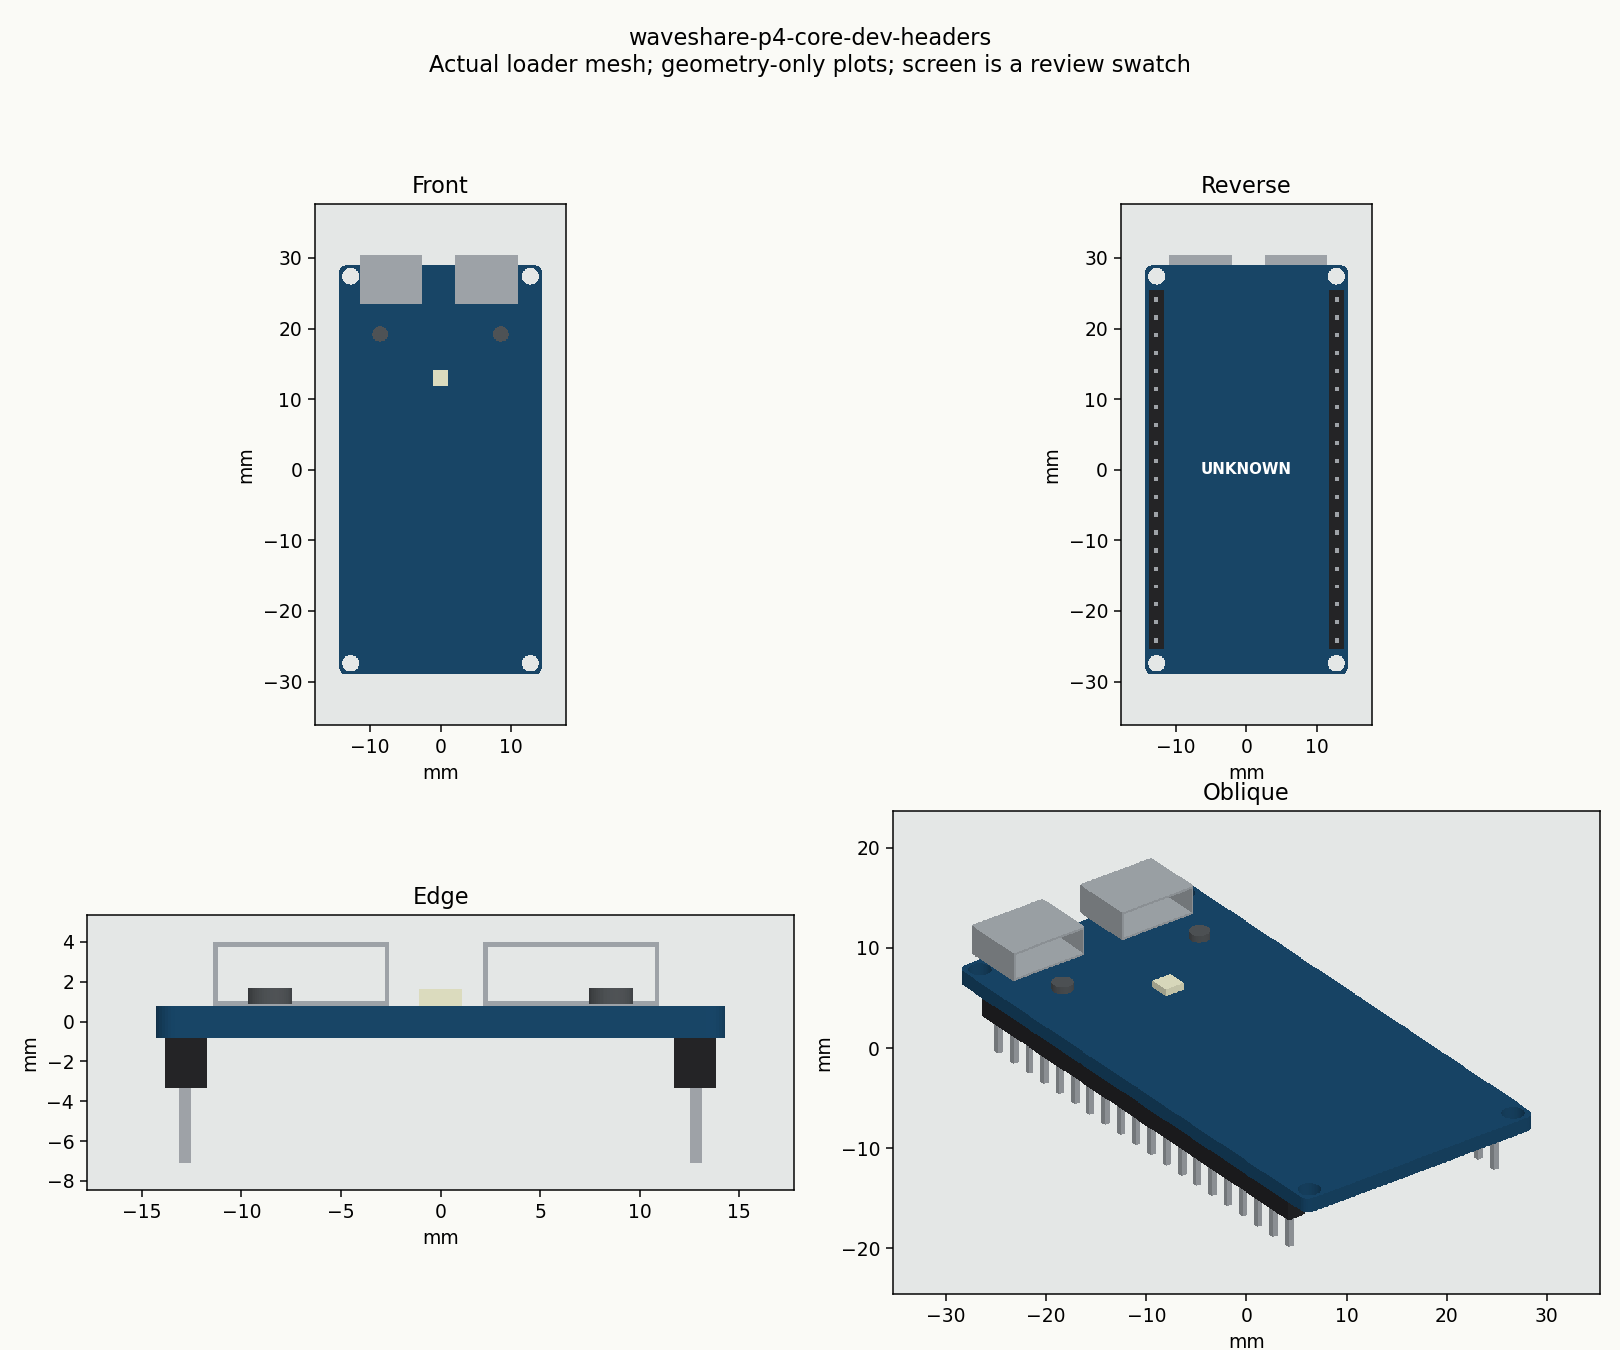 waveshare-p4-core-dev-headers
Actual loader mesh; geometry-only plots; screen is a review swatch
Front
30
20
10
0
−10
−20
−30
mm
−10 0 10
mm
Reverse
30
20
10
0
−10
−20
−30
mm
UNKNOWN
−10 0 10
mm
Edge
4
2
0
−2
−4
−6
−8
mm
−15 −10 −5 0 5 10 15
mm
Oblique
20
10
0
−10
−20
mm
−30 −20 −10 0 10 20 30
mm